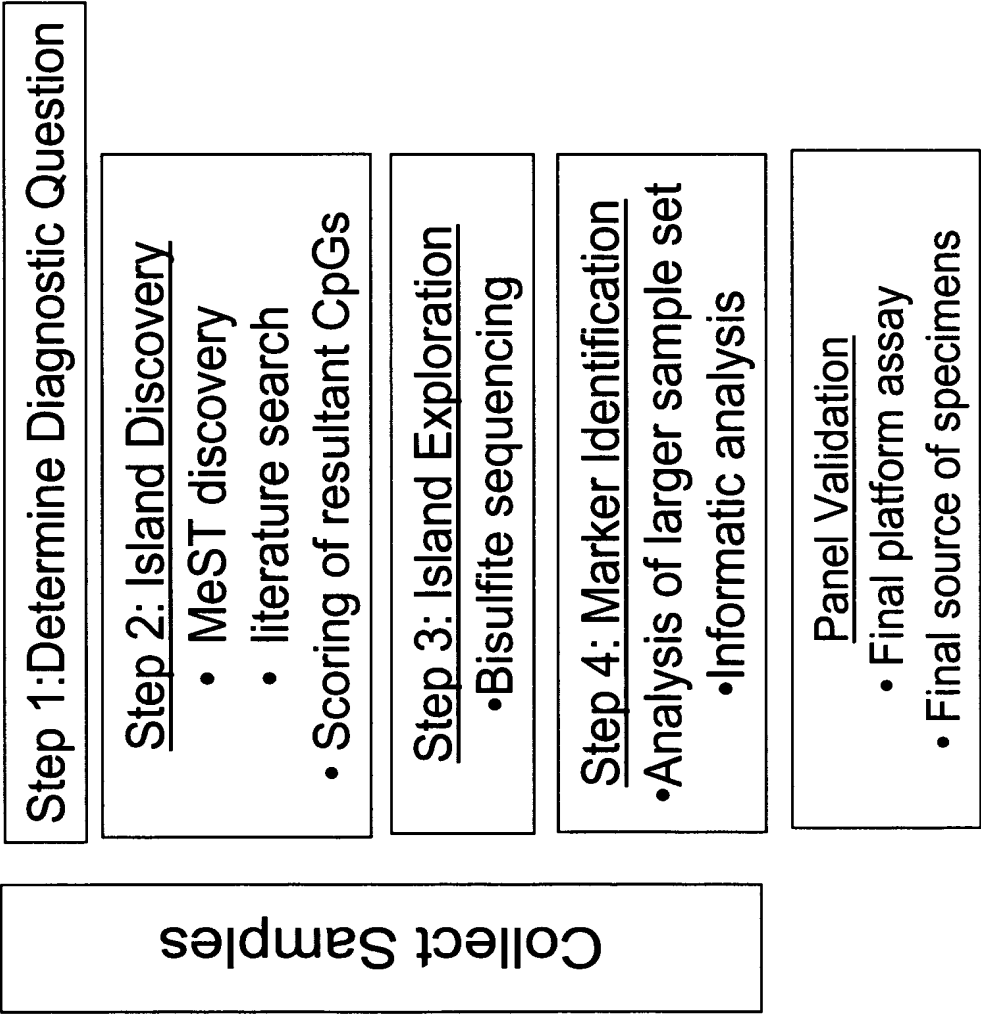 Step 1:Determine Diagnostic Question
Step 2: Island Discovery
• MeST discovery
• literature search
• Scoring of resultant CpGs
Step 3: Island Exploration
•Bisulfite sequencing
Step 4: Marker Identification
•Analysis of larger sample set
•Informatic analysis
Panel Validation
• Final platform assay
• Final source of specimens
Collect Samples